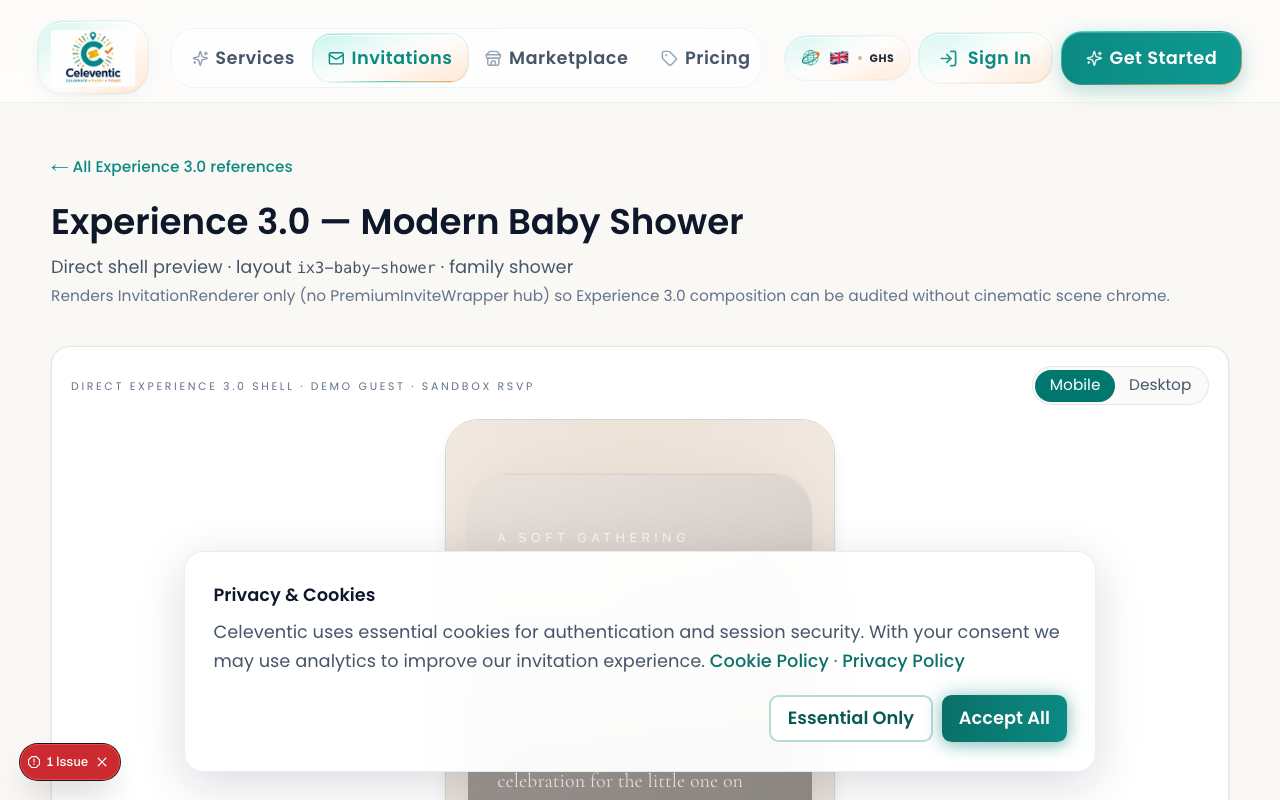 Celeventic
Services
Invitations
Marketplace
Pricing
GHS
Sign In
Get Started
← All Experience 3.0 references
Experience 3.0 — Modern Baby Shower
Direct shell preview · layout ix3-baby-shower · family shower
Renders InvitationRenderer only (no PremiumInviteWrapper hub) so Experience 3.0 composition can be audited without cinematic scene chrome.
DIRECT EXPERIENCE 3.0 SHELL · DEMO GUEST · SANDBOX RSVP
Mobile
Desktop
A SOFT GATHERING
Privacy & Cookies
Celeventic uses essential cookies for authentication and session security. With your consent we
may use analytics to improve our invitation experience. Cookie Policy · Privacy Policy
Essential Only
Accept All
1 Issue
celebration for the little one on